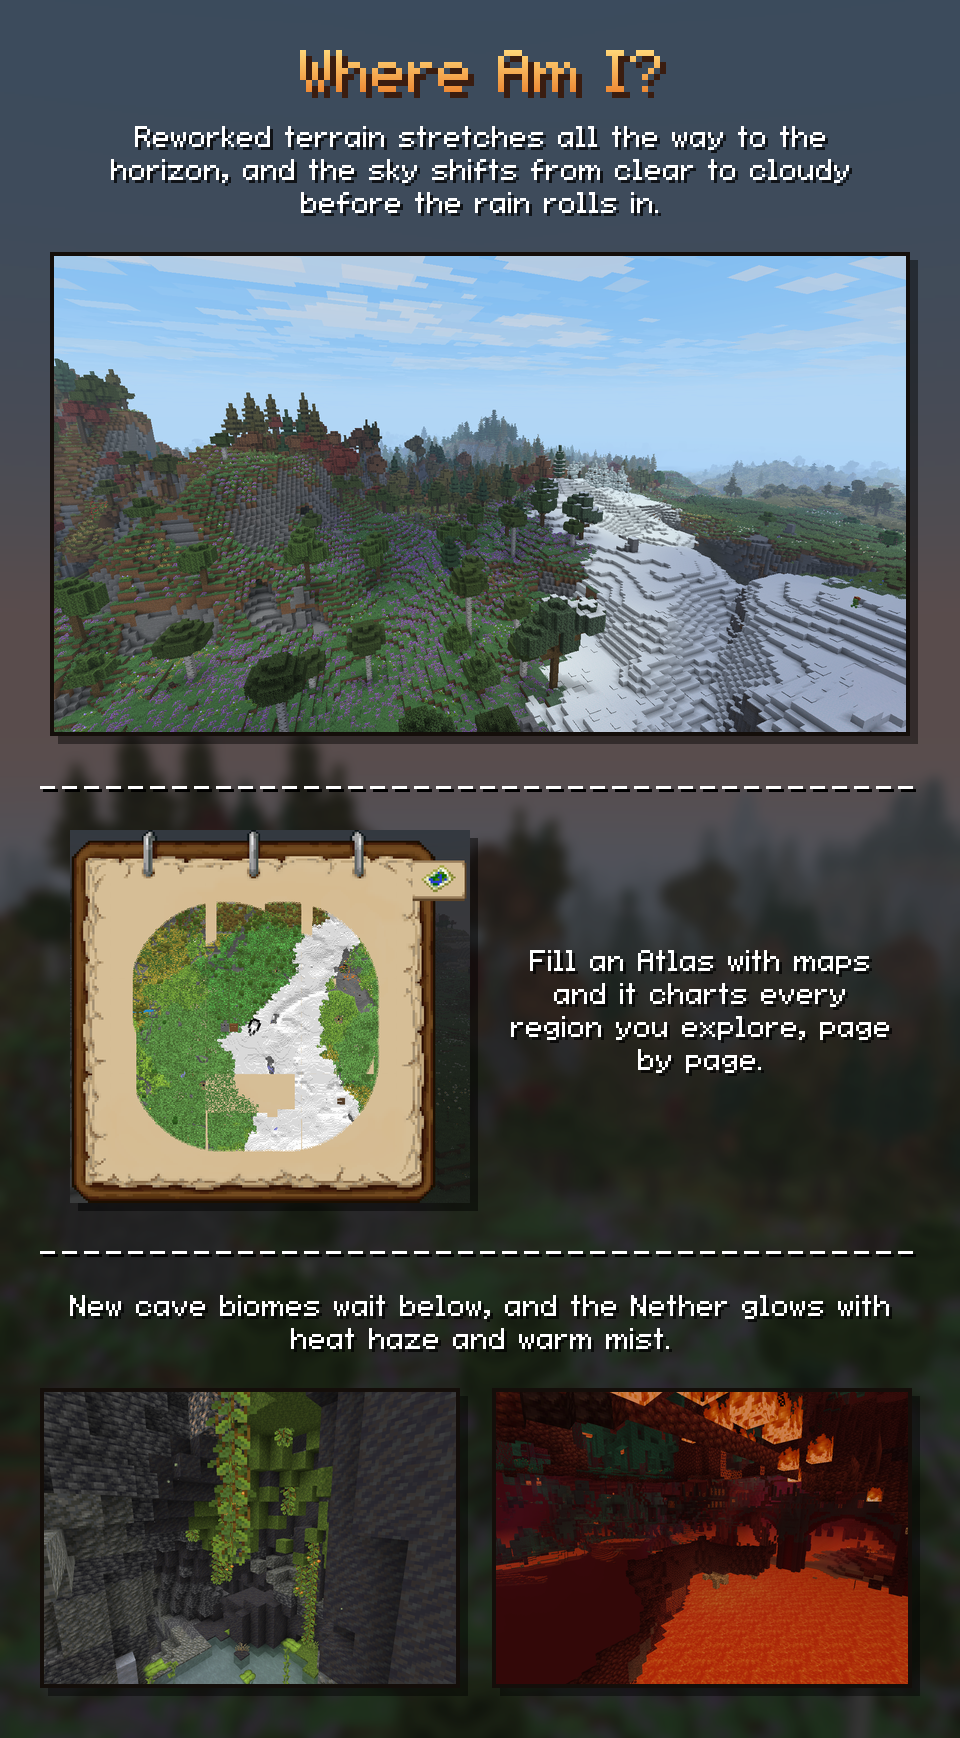 Where Am I?
Reworked terrain stretches all the way to the
horizon, and the sky shifts from clear to cloudy
before the rain rolls in.
Fill an Atlas with maps
and it charts every
region you explore, page
by page.
New cave biomes wait below, and the Nether glows with
heat haze and warm mist.